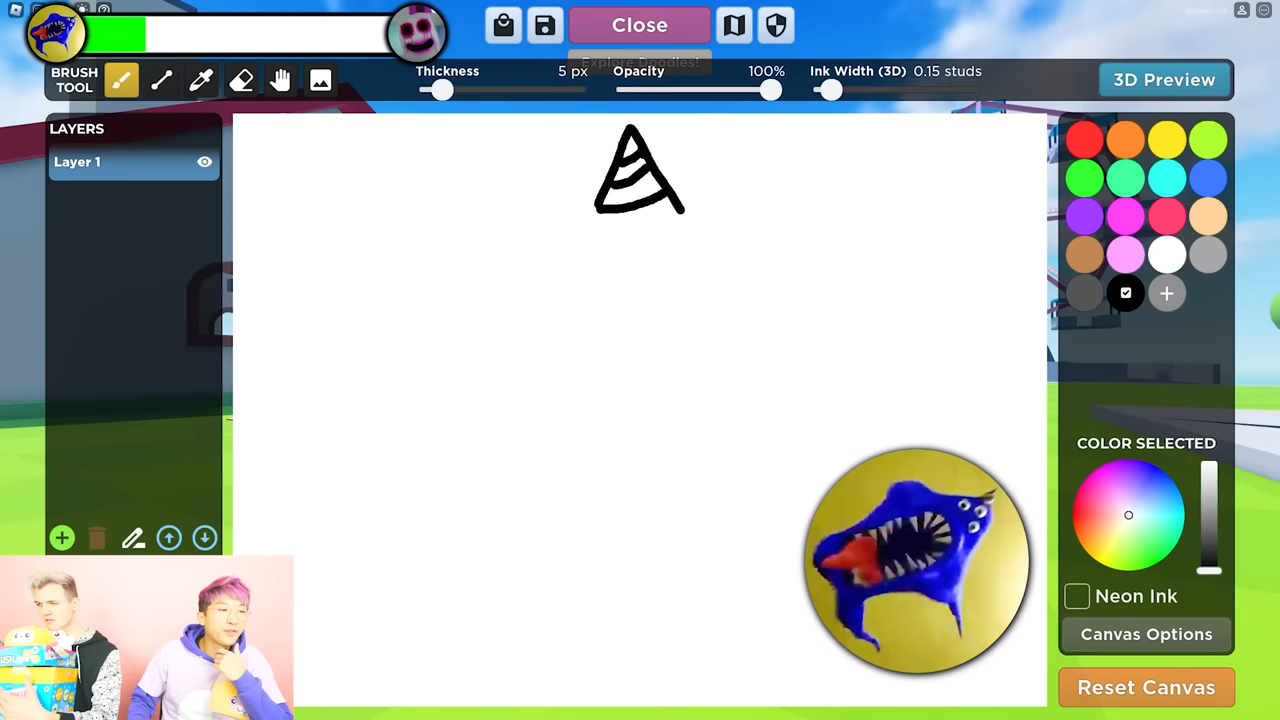 Close
Explore Doodles!
BRUSH
TOOL
Thickness
5 px
Opacity
100%
Ink Width (3D)
0.15 studs
3D Preview
LAYERS
Layer 1
COLOR SELECTED
Neon Ink
Canvas Options
Reset Canvas